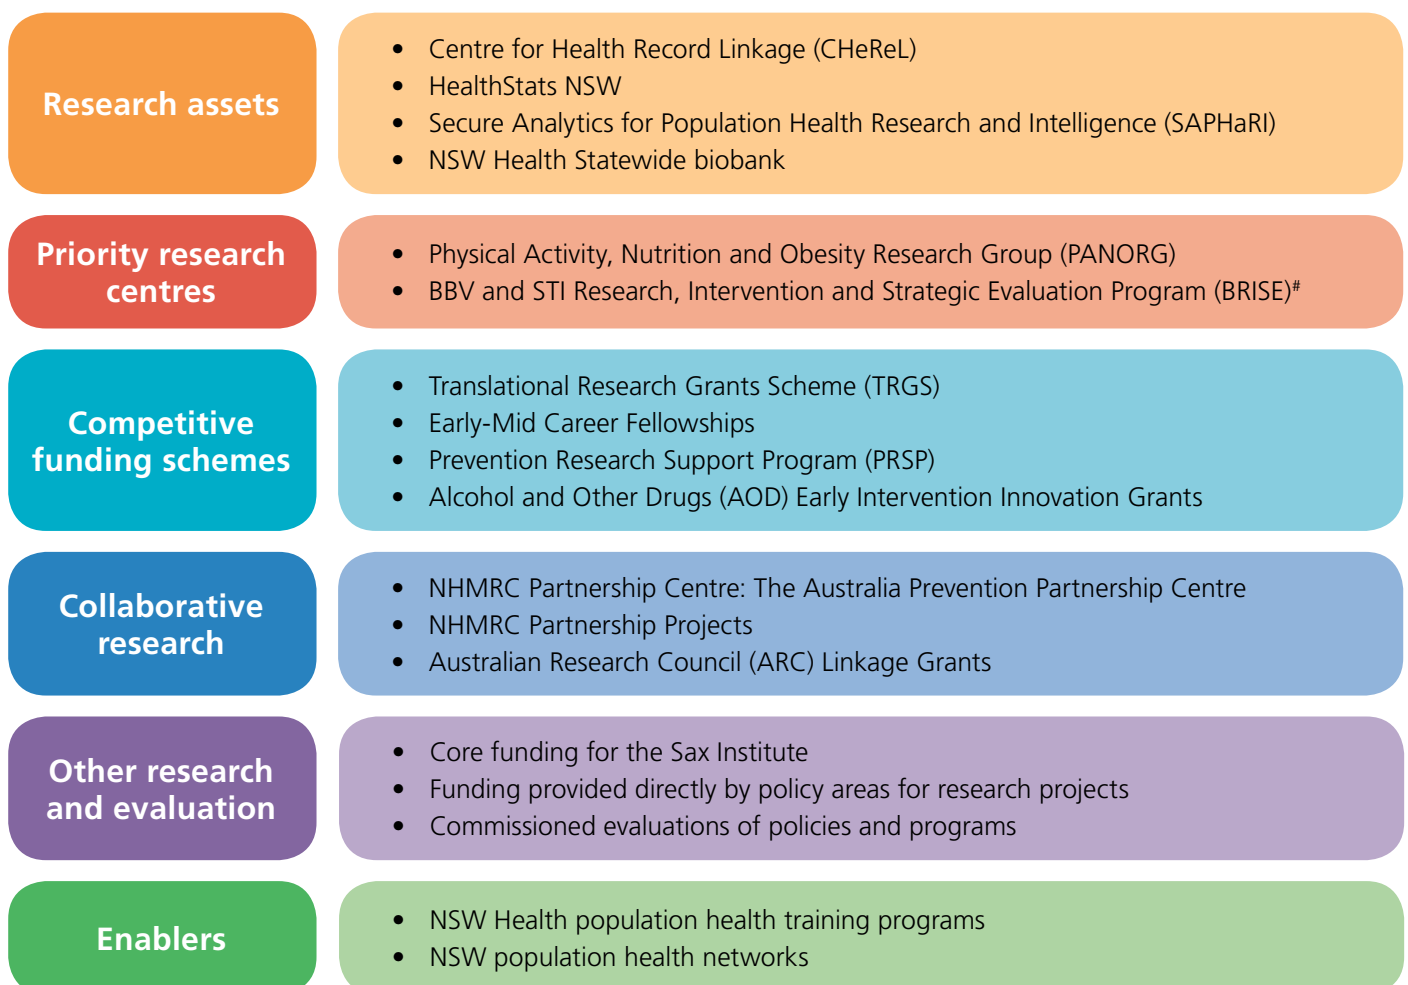 Research assets
• Centre for Health Record Linkage (CHeReL)
• HealthStats NSW
• Secure Analytics for Population Health Research and Intelligence (SAPHaRI)
• NSW Health Statewide biobank
Priority research
centres
• Physical Activity, Nutrition and Obesity Research Group (PANORG)
• BBV and STI Research, Intervention and Strategic Evaluation Program (BRISE)#
Competitive
funding schemes
• Translational Research Grants Scheme (TRGS)
• Early-Mid Career Fellowships
• Prevention Research Support Program (PRSP)
• Alcohol and Other Drugs (AOD) Early Intervention Innovation Grants
Collaborative
research
• NHMRC Partnership Centre: The Australia Prevention Partnership Centre
• NHMRC Partnership Projects
• Australian Research Council (ARC) Linkage Grants
Other research
and evaluation
• Core funding for the Sax Institute
• Funding provided directly by policy areas for research projects
• Commissioned evaluations of policies and programs
Enablers
• NSW Health population health training programs
• NSW population health networks